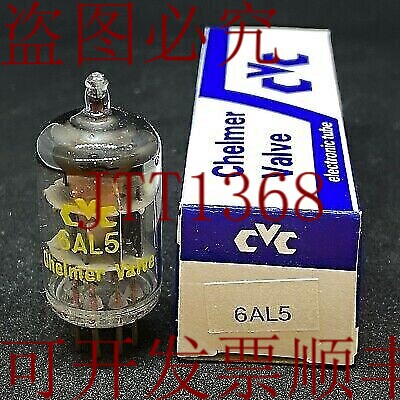 盗图必究
CVC
Chelmer
Valve
electronic tube
JTT1368
CVC
6AL5
Chelmer Valve
CVC
6AL5
可开发票顺丰